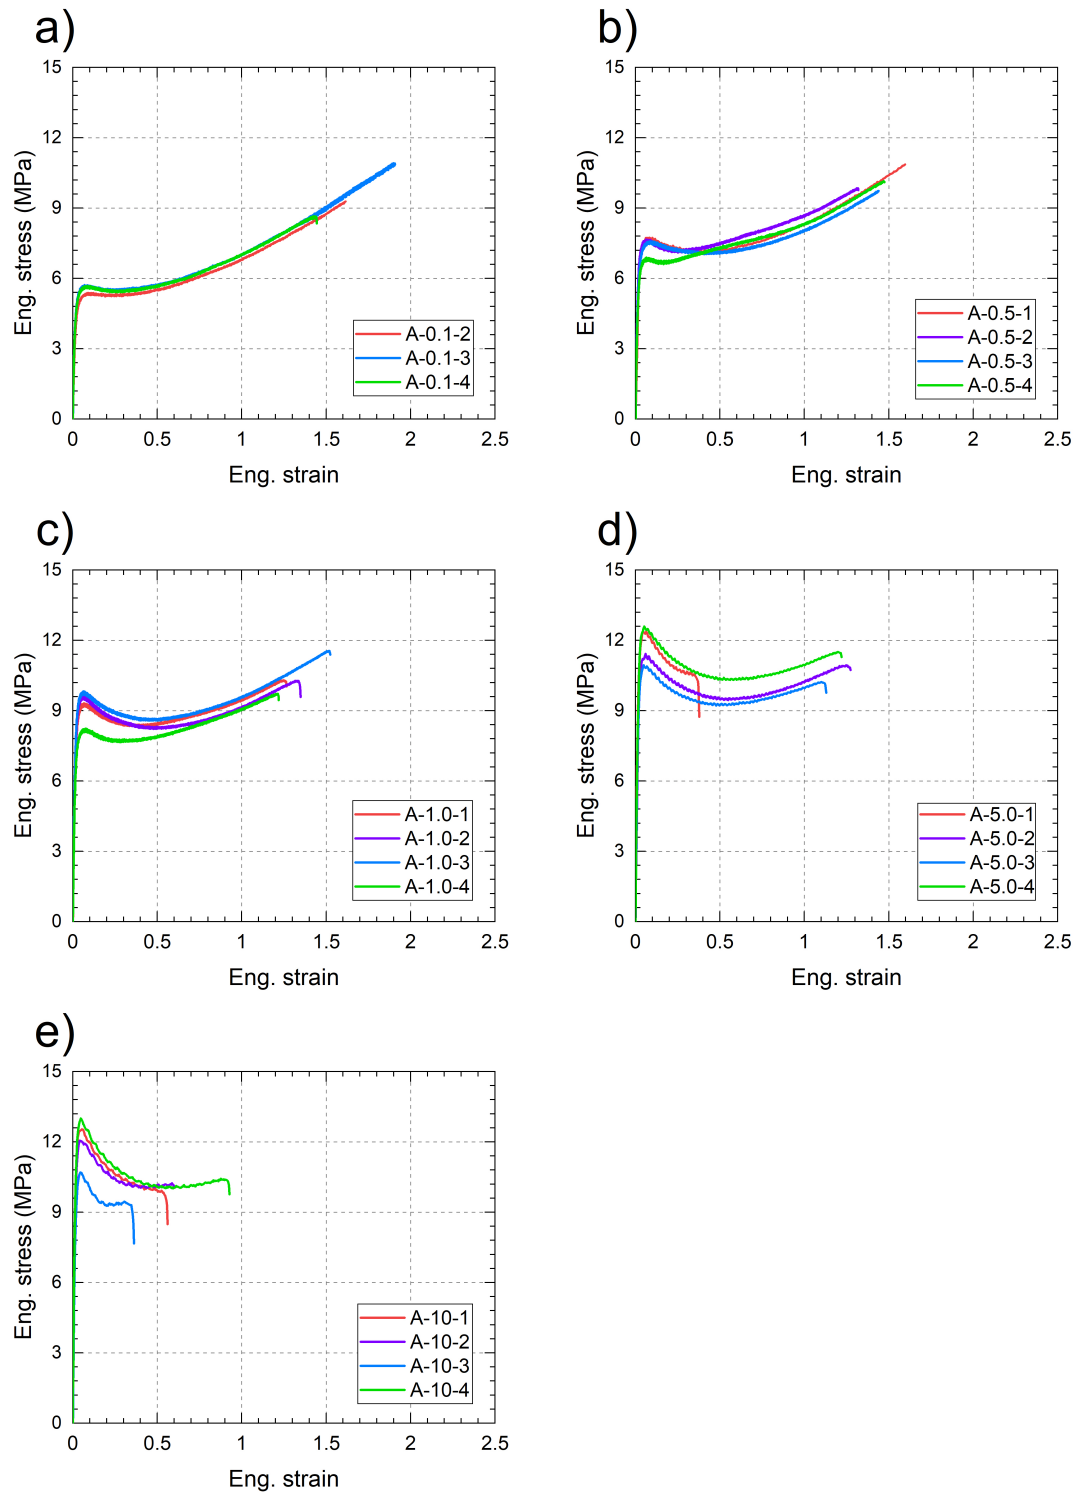 a)
15
12
9
6
3
0
Eng. stress (MPa)
A-0.1-2
A-0.1-3
A-0.1-4
0 0.5 1 1.5 2 2.5
Eng. strain
b)
15
12
9
6
3
0
Eng. stress (MPa)
A-0.5-1
A-0.5-2
A-0.5-3
A-0.5-4
0 0.5 1 1.5 2 2.5
Eng. strain
c)
15
12
9
6
3
0
Eng. stress (MPa)
A-1.0-1
A-1.0-2
A-1.0-3
A-1.0-4
0 0.5 1 1.5 2 2.5
Eng. strain
d)
15
12
9
6
3
0
Eng. stress (MPa)
A-5.0-1
A-5.0-2
A-5.0-3
A-5.0-4
0 0.5 1 1.5 2 2.5
Eng. strain
e)
15
12
9
6
3
0
Eng. stress (MPa)
A-10-1
A-10-2
A-10-3
A-10-4
0 0.5 1 1.5 2 2.5
Eng. strain